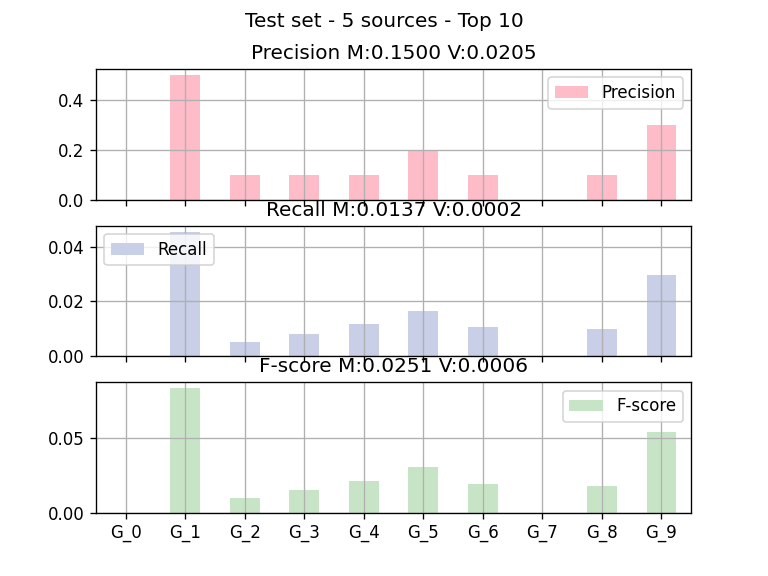 Test set - 5 sources - Top 10
Precision M:0.1500 V:0.0205
0.4
0.2
0.0
Precision
Recall M:0.0137 V:0.0002
0.04
0.02
0.00
Recall
F-score M:0.0251 V:0.0006
0.05
0.00
F-score
G_0 G_1 G_2 G_3 G_4 G_5 G_6 G_7 G_8 G_9